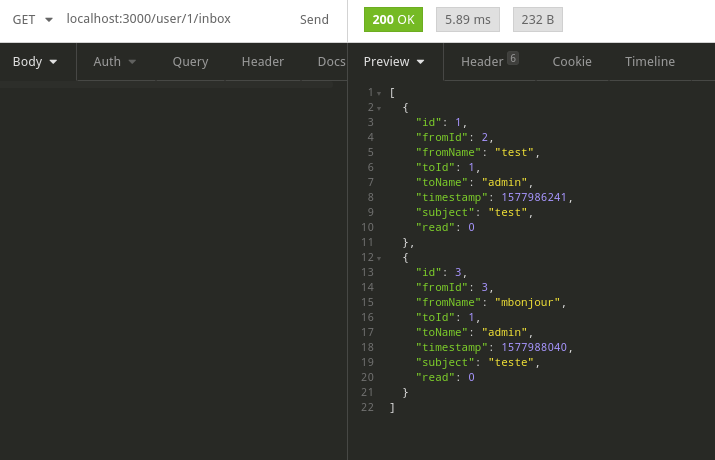 GET localhost:3000/user/1/inbox Send 200 OK 5.89 ms 232 B
Body Auth Query Header Docs Preview Header 6 Cookie Timeline
1 [
2 {
3 "id": 1,
4 "fromId": 2,
5 "fromName": "test",
6 "toId": 1,
7 "toName": "admin",
8 "timestamp": 1577986241,
9 "subject": "test",
10 "read": 0
11 },
12 {
13 "id": 3,
14 "fromId": 3,
15 "fromName": "mbonjour",
16 "toId": 1,
17 "toName": "admin",
18 "timestamp": 1577988040,
19 "subject": "teste",
20 "read": 0
21 }
22 ]